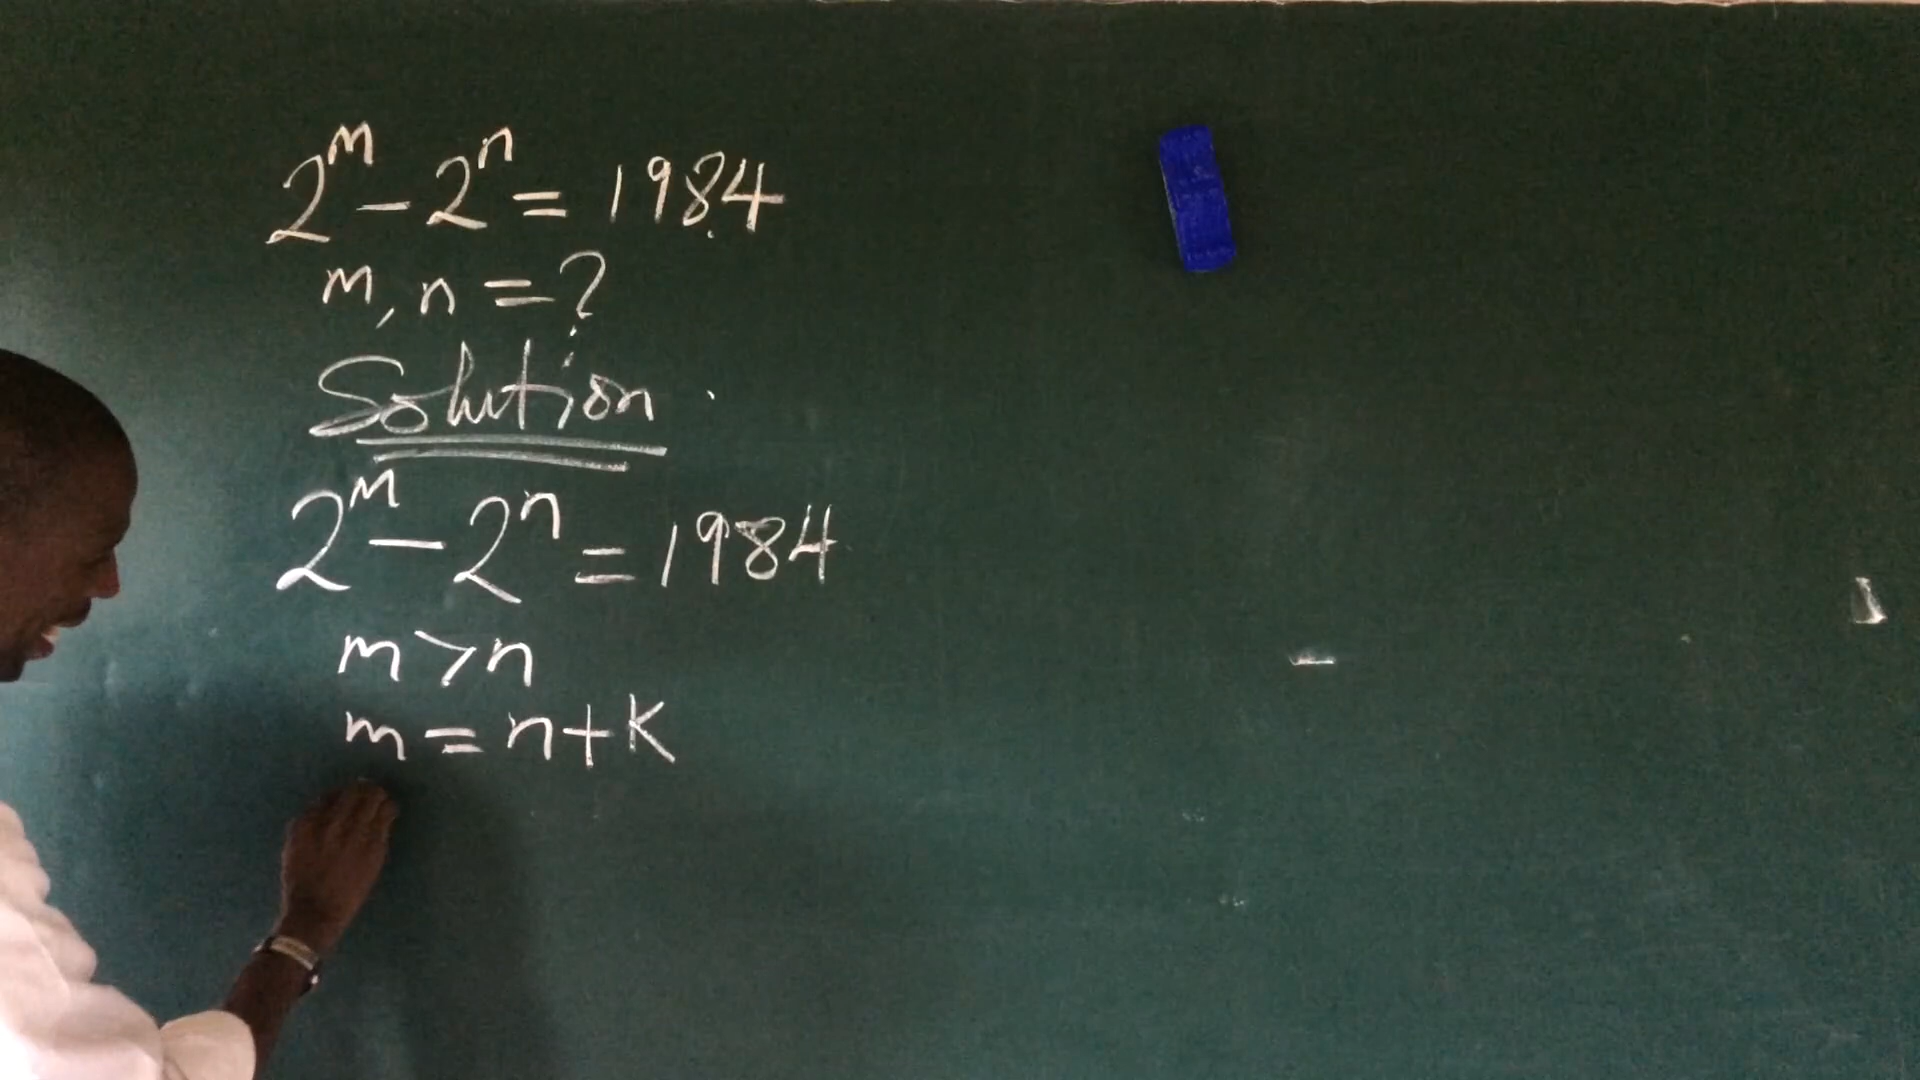 2^m - 2^n = 1984
m, n = ?
Solution
2^m - 2^n = 1984
m > n
m = n + K